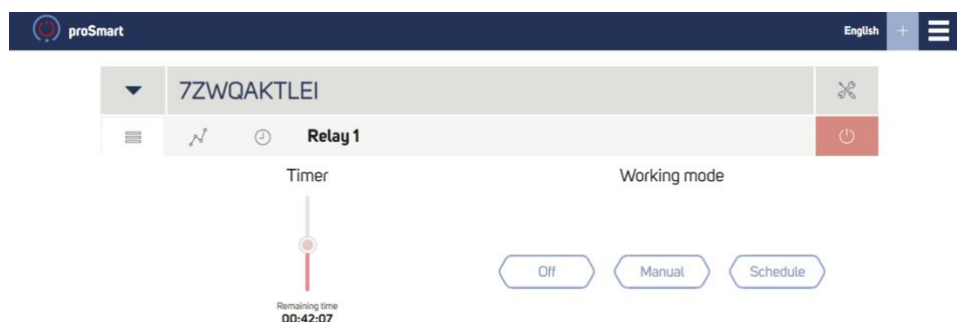 proSmart English +
7ZWQAKTLEI
Relay 1
Timer Working mode
Off Manual Schedule
Remaining time
00:42:07